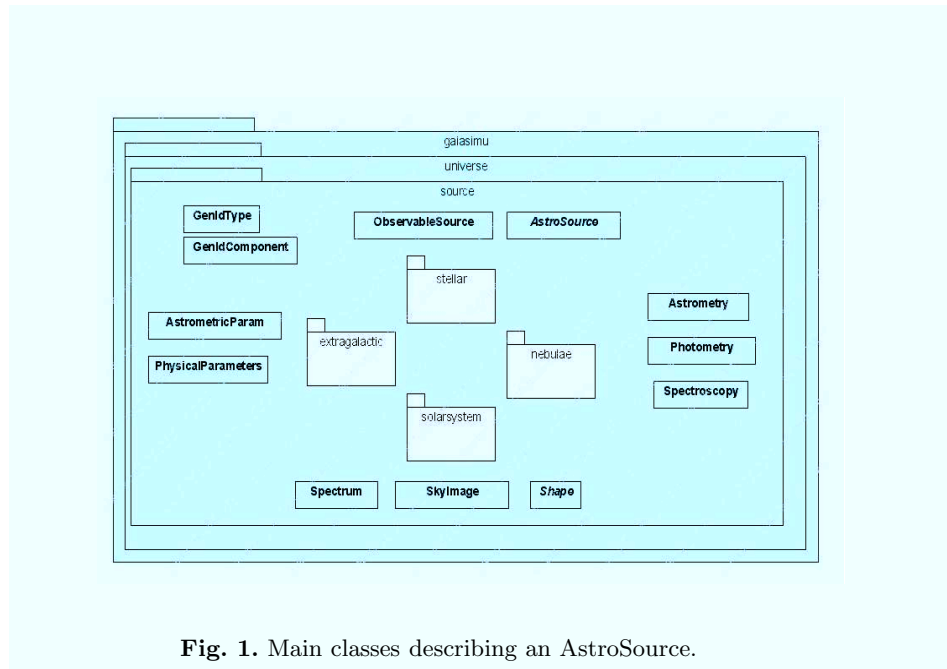 gaiasimu
universe
source
GenIdType
ObservableSource
AstroSource
GenIdComponent
stellar
Astrometry
AstrometricParam
extragalactic
nebulae
Photometry
PhysicalParameters
Spectroscopy
solarsystem
Spectrum
SkyImage
Shape
Fig. 1. Main classes describing an AstroSource.